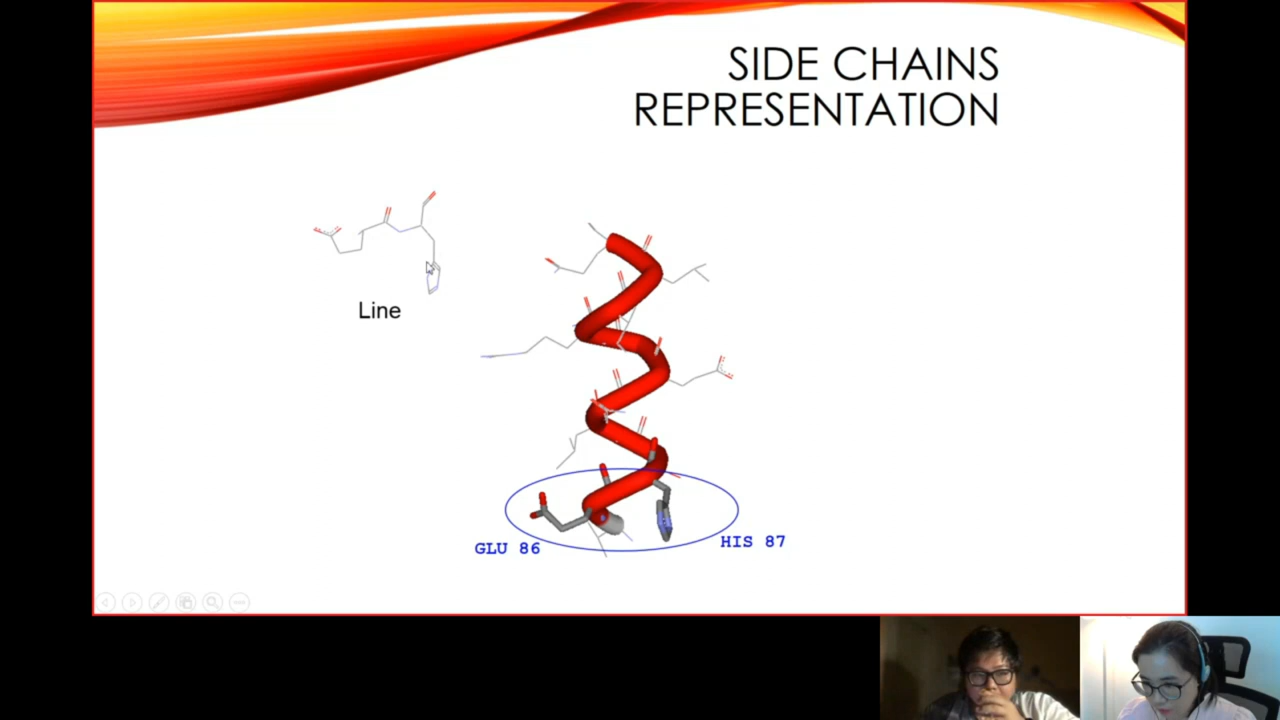 SIDE CHAINS
REPRESENTATION
Line
GLU 86
HIS 87